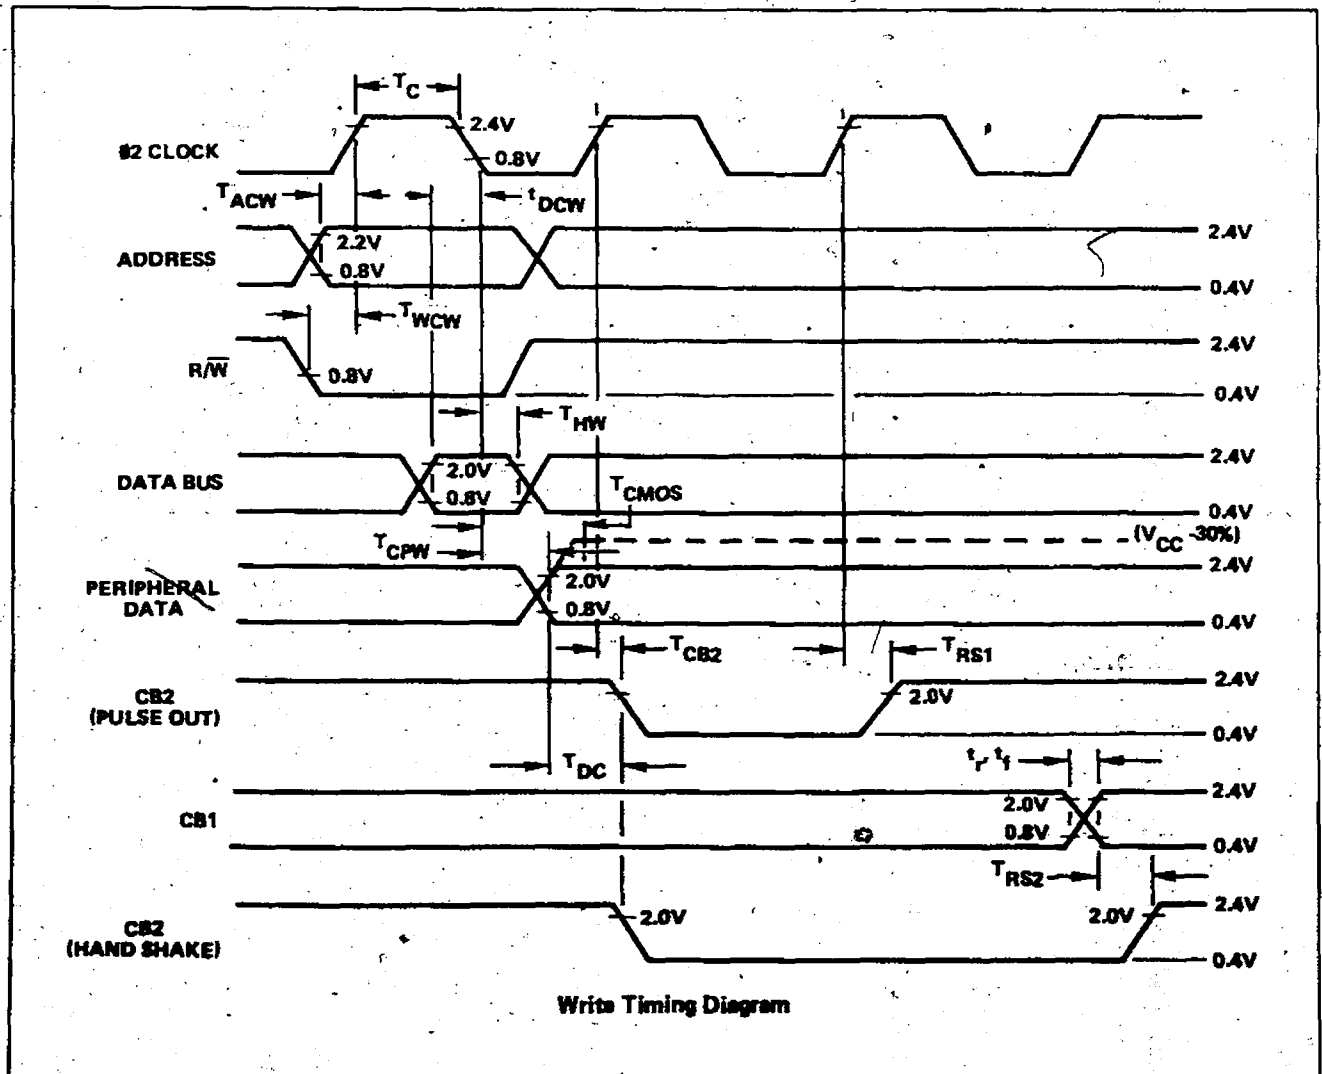 T_C
2.4V
0.8V
ø2 CLOCK
T_ACW
t_DCW
2.2V
0.8V
ADDRESS
2.4V
0.4V
T_WCW
0.8V
R/W̅
2.4V
0.4V
T_HW
2.0V
0.8V
DATA BUS
2.4V
0.4V
T_CMOS
(V_CC -30%)
T_CPW
2.0V
0.8V
PERIPHERAL
DATA
2.4V
0.4V
T_CB2
T_RS1
2.0V
CB2
(PULSE OUT)
2.4V
0.4V
T_DC
t_r, t_f
2.0V
0.8V
CB1
2.4V
0.4V
T_RS2
2.0V
2.0V
CB2
(HAND SHAKE)
2.4V
0.4V
Write Timing Diagram